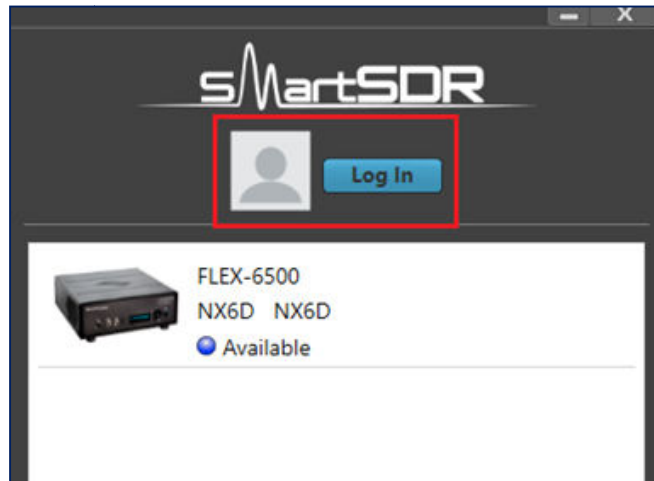 SMartSDR
Log In
FLEX-6500
NX6D NX6D
Available